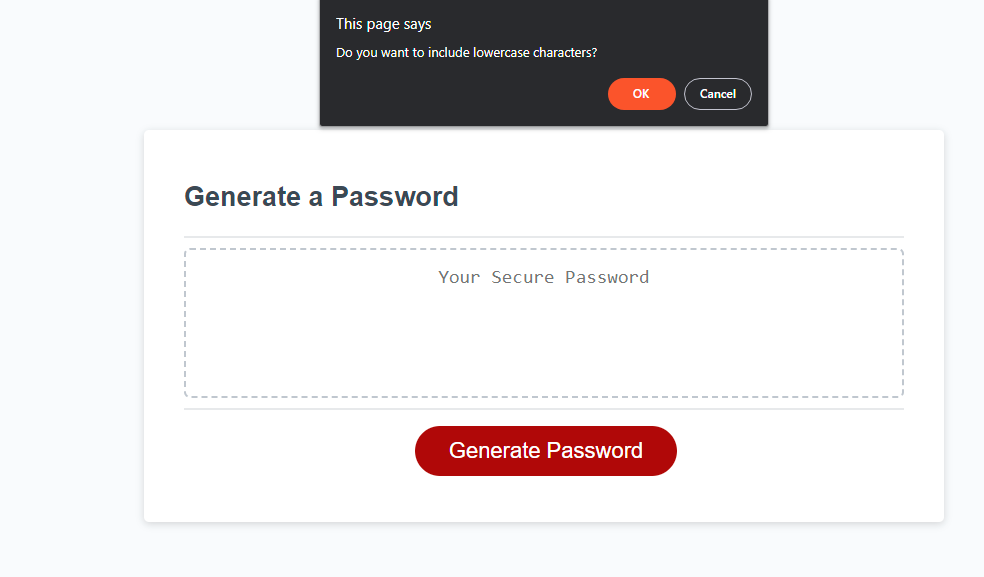 This page says
Do you want to include lowercase characters?
OK
Cancel
Generate a Password
Your Secure Password
Generate Password